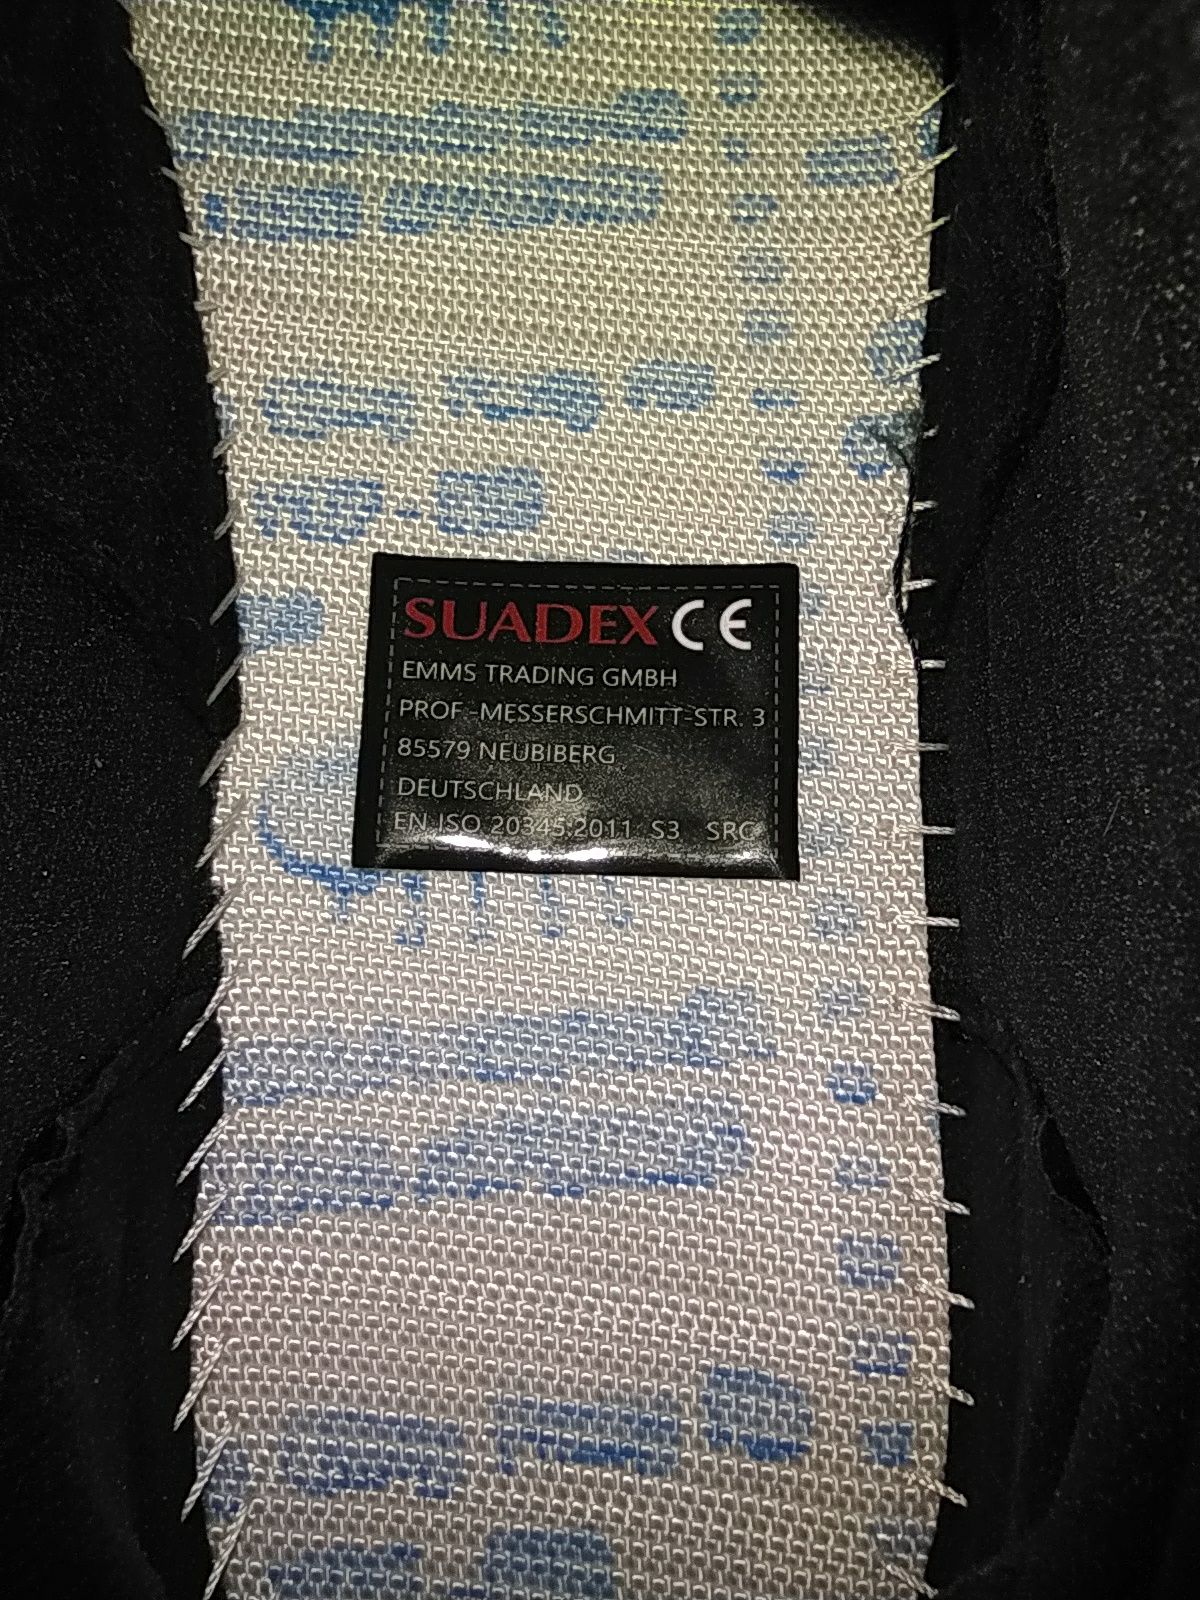 SUADEX CE
EMMS TRADING GMBH
PROF.-MESSERSCHMITT-STR. 3
85579 NEUBIBERG
DEUTSCHLAND
EN ISO 20345:2011 S3 SRC